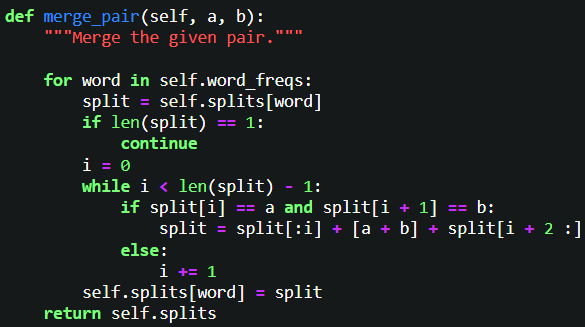 def merge_pair(self, a, b):
    """Merge the given pair."""

    for word in self.word_freqs:
        split = self.splits[word]
        if len(split) == 1:
            continue
        i = 0
        while i < len(split) - 1:
            if split[i] == a and split[i + 1] == b:
                split = split[:i] + [a + b] + split[i + 2 :]
            else:
                i += 1
        self.splits[word] = split
    return self.splits